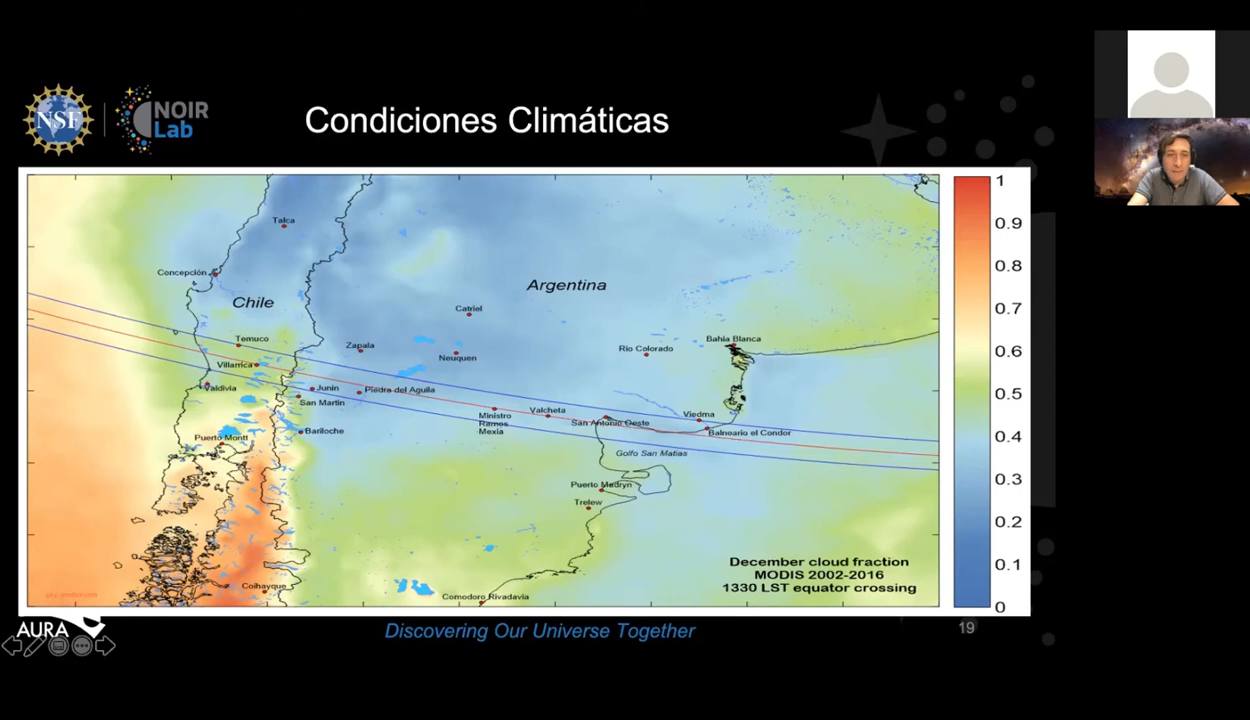 NSF
NOIR
Lab
Condiciones Climáticas
Talca
Concepción
Chile
Argentina
Catriel
Temuco
Zapala
Neuquen
Rio Colorado
Bahia Blanca
Villarrica
Valdivia
Junin
Piedra del Aguila
San Martin
Ministro
Ramos
Mexia
Valcheta
San Antonio Oeste
Viedma
Balneario el Condor
Bariloche
Puerto Montt
Golfo San Matias
Puerto Madryn
Trelew
Coihayque
Comodoro Rivadavia
December cloud fraction
MODIS 2002-2016
1330 LST equator crossing
1
0.9
0.8
0.7
0.6
0.5
0.4
0.3
0.2
0.1
0
AURA
Discovering Our Universe Together
19